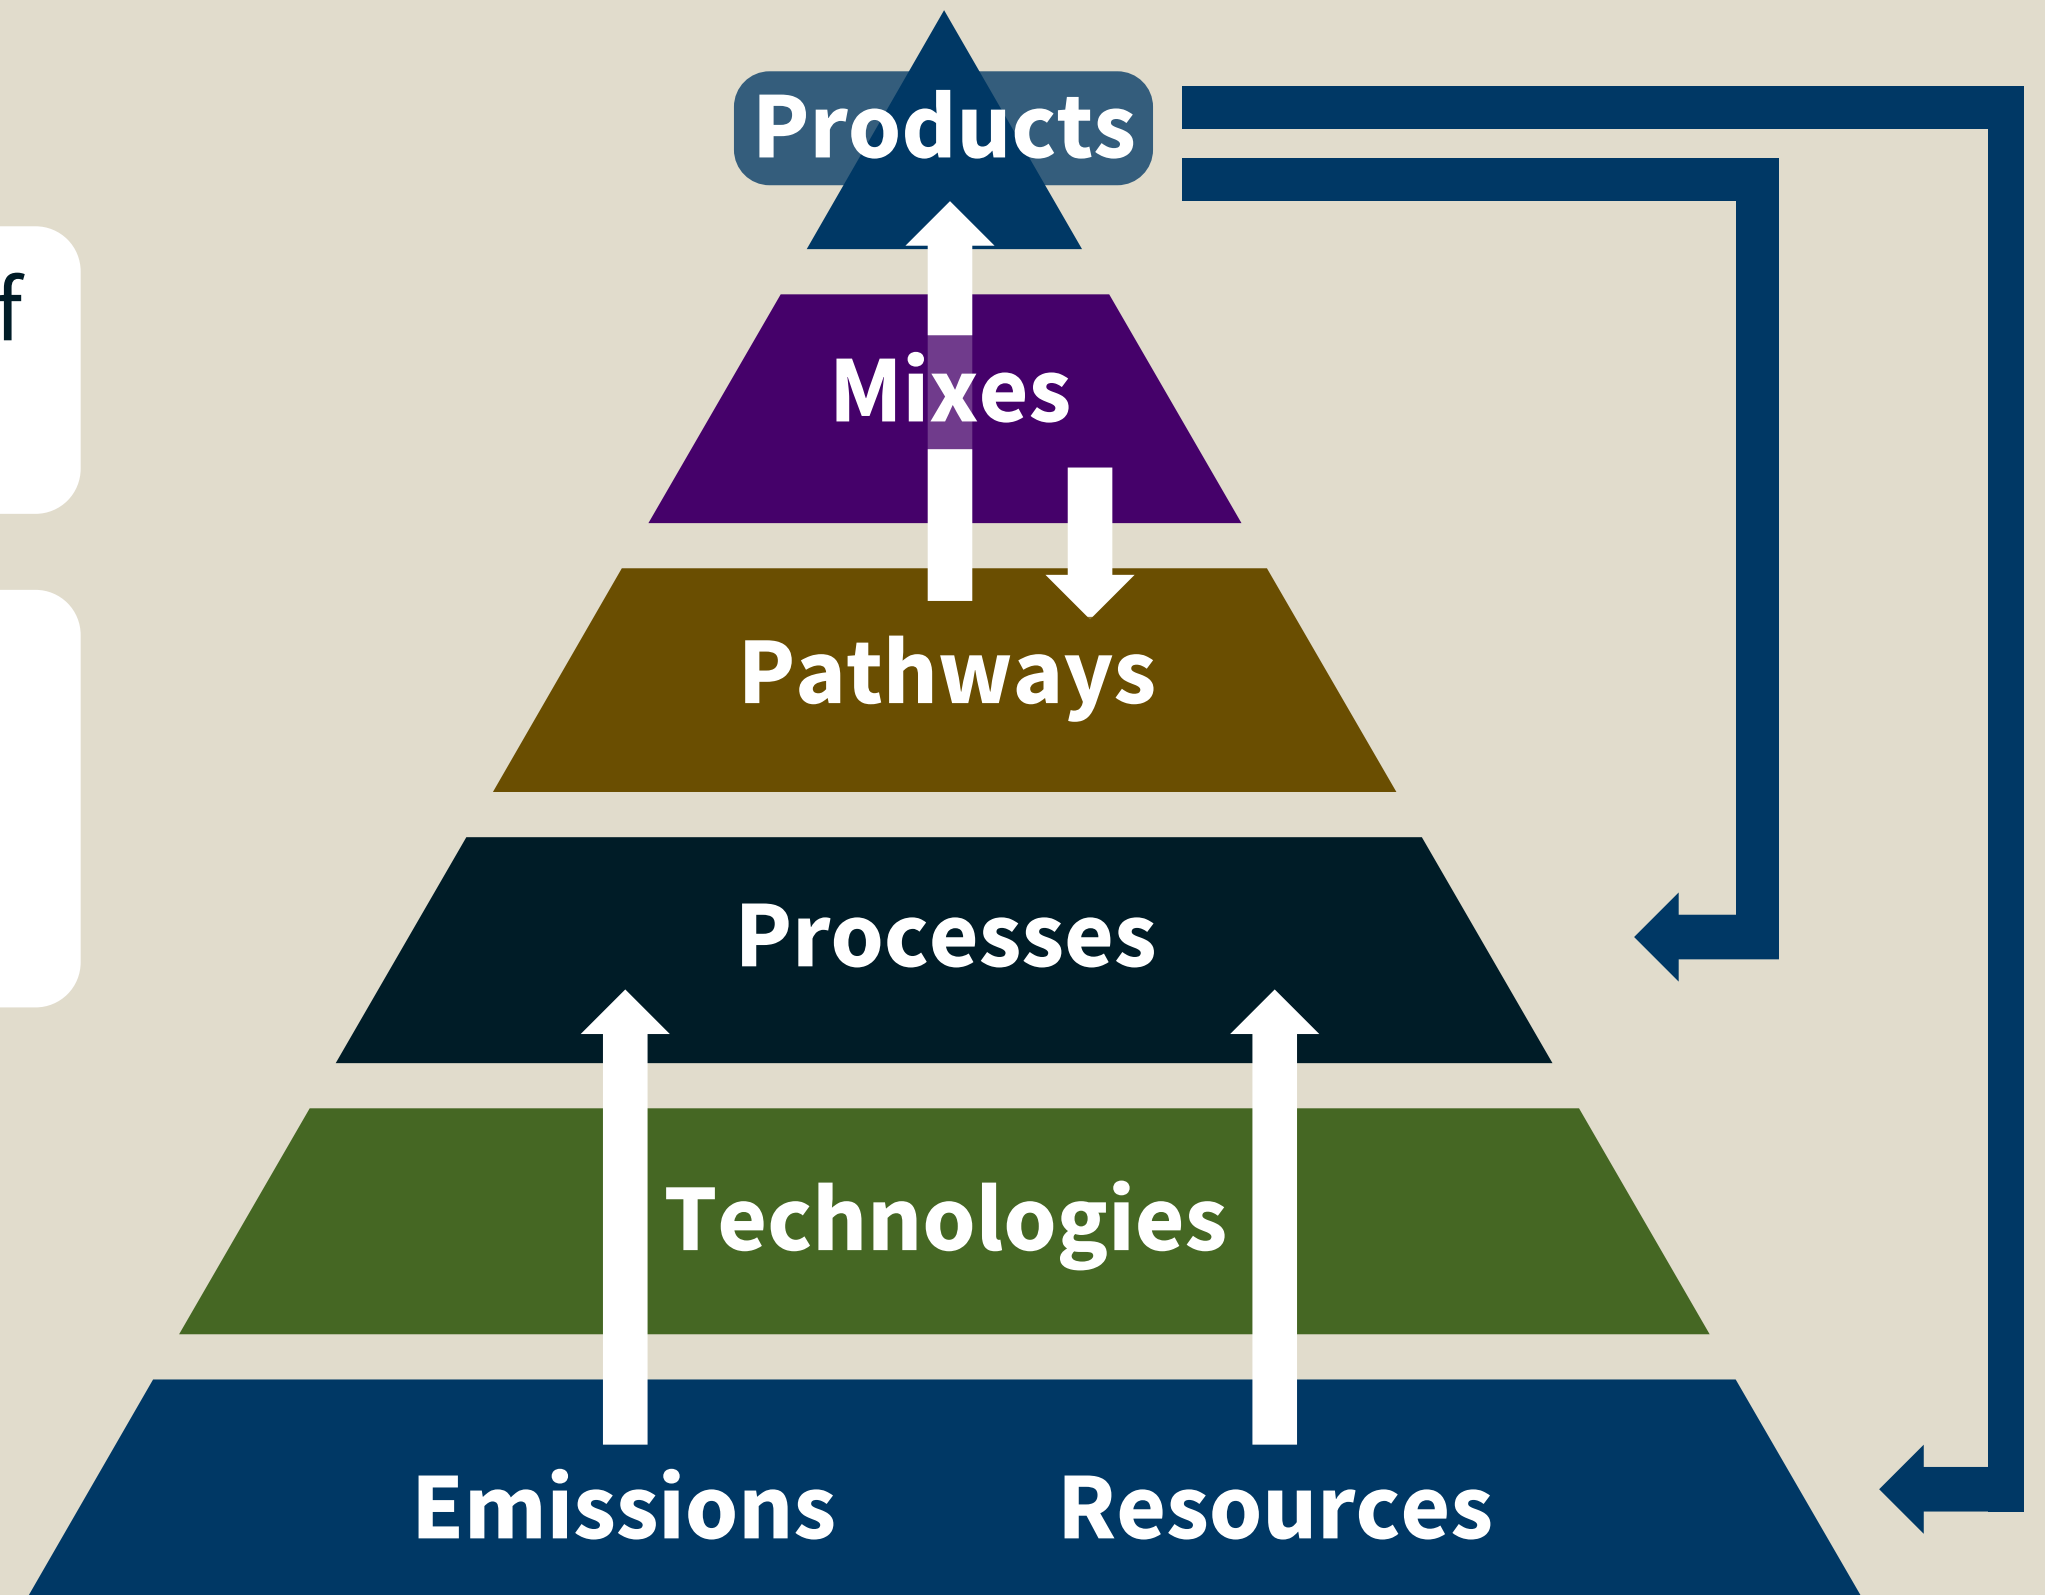 f
Products
Mixes
Pathways
Processes
Technologies
Emissions
Resources